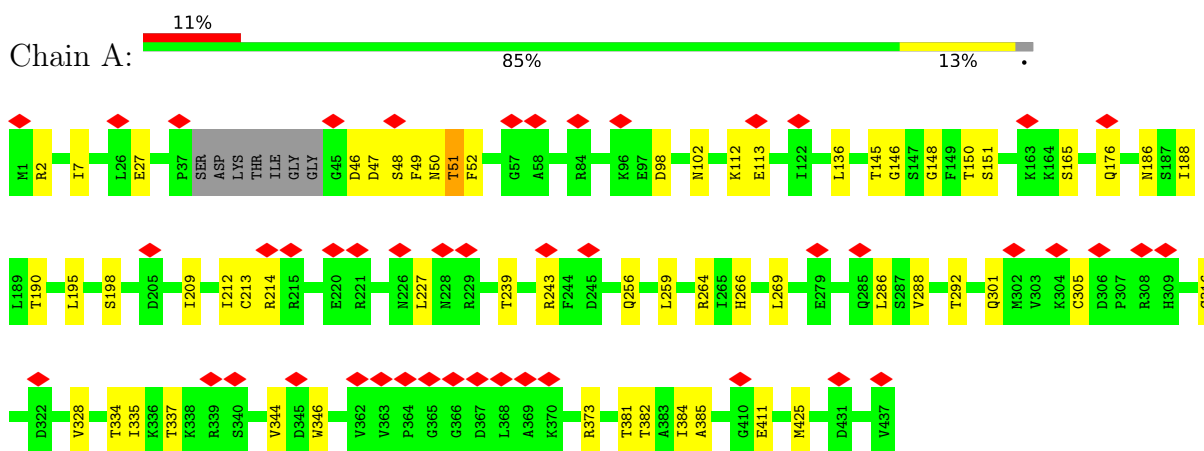 11%
Chain A:
85% 13% •
M1 R2 I7 L26 E27 P37 SER ASP LYS THR ILE GLY GLY G45 D46 D47 S48 F49 N50 T51 F52 G57 A58 R84 K96 E97 D98 N102 K112 E113 I122 L136 T145 G146 S147 G148 F149 T150 S151 K163 K164 S165 Q176 N186 S187 I188
L189 T190 L195 S198 D205 I209 I212 C213 R214 R215 E220 R221 N226 L227 N228 R229 T239 R243 F244 D245 Q256 L259 R264 I265 H266 L269 E279 Q285 L286 S287 V288 T292 Q301 M302 V303 K304 C305 D306 P307 R308 H309
D322 V328 T334 I335 K336 T337 K338 R339 S340 V344 D345 W346 V362 V363 P364 G365 G366 D367 L368 A369 K370 R373 T381 T382 A383 I384 A385 G410 E411 M425 D431 V437